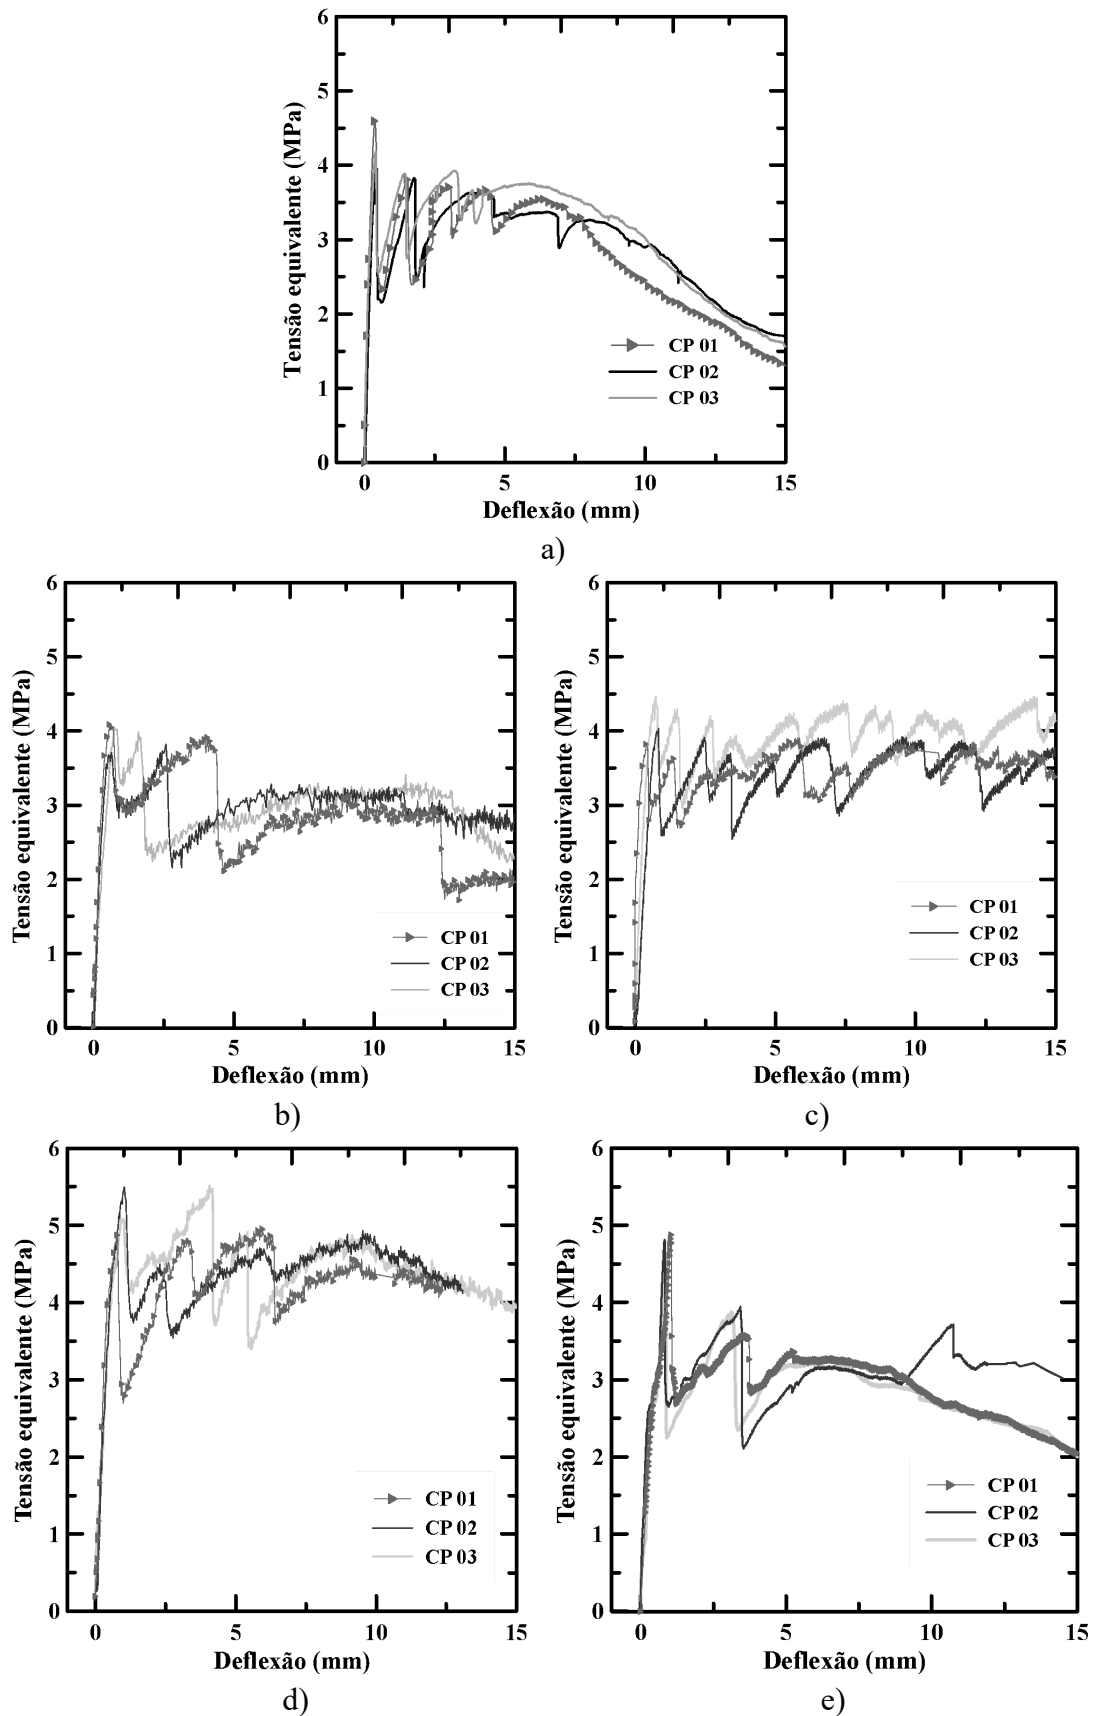 6
5
4
3
2
1
0
Tensão equivalente (MPa)
CP 01
CP 02
CP 03
0 5 10 15
Deflexão (mm)
a)
6
5
4
3
2
1
0
Tensão equivalente (MPa)
CP 01
CP 02
CP 03
0 5 10 15
Deflexão (mm)
b)
6
5
4
3
2
1
0
Tensão equivalente (MPa)
CP 01
CP 02
CP 03
0 5 10 15
Deflexão (mm)
c)
6
5
4
3
2
1
0
Tensão equivalente (MPa)
CP 01
CP 02
CP 03
0 5 10 15
Deflexão (mm)
d)
6
5
4
3
2
1
0
Tensão equivalente (MPa)
CP 01
CP 02
CP 03
0 5 10 15
Deflexão (mm)
e)